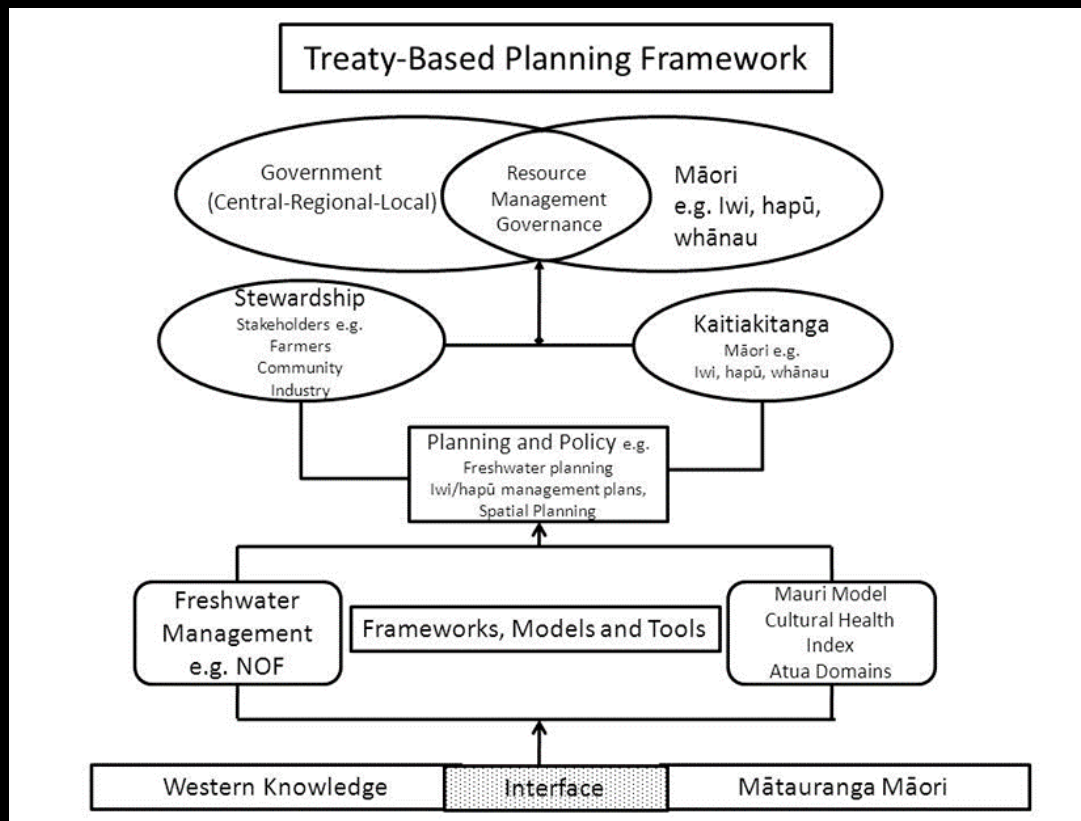 Treaty-Based Planning Framework
Government
(Central-Regional-Local)
Resource
Management
Governance
Māori
e.g. Iwi, hapū,
whānau
Stewardship
Stakeholders e.g.
Farmers
Community
Industry
Kaitiakitanga
Māori e.g.
Iwi, hapū, whānau
Planning and Policy e.g.
Freshwater planning
Iwi/hapū management plans,
Spatial Planning
Freshwater
Management
e.g. NOF
Frameworks, Models and Tools
Mauri Model
Cultural Health
Index
Atua Domains
Western Knowledge
Interface
Mātauranga Māori